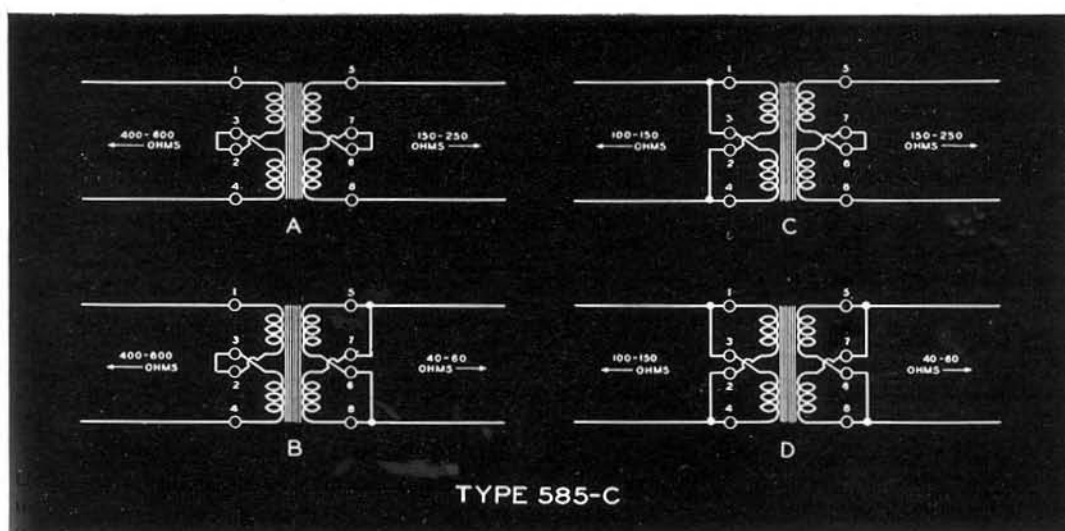 1 5
3 7
400-600 OHMS 150-250 OHMS
2 6
4 8
A
1 5
3 7
100-150 OHMS 150-250 OHMS
2 6
4 8
C
1 5
3 7
400-600 OHMS 40-60 OHMS
2 6
4 8
B
1 5
3 7
100-150 OHMS 40-60 OHMS
2 6
4 8
D
TYPE 585-C